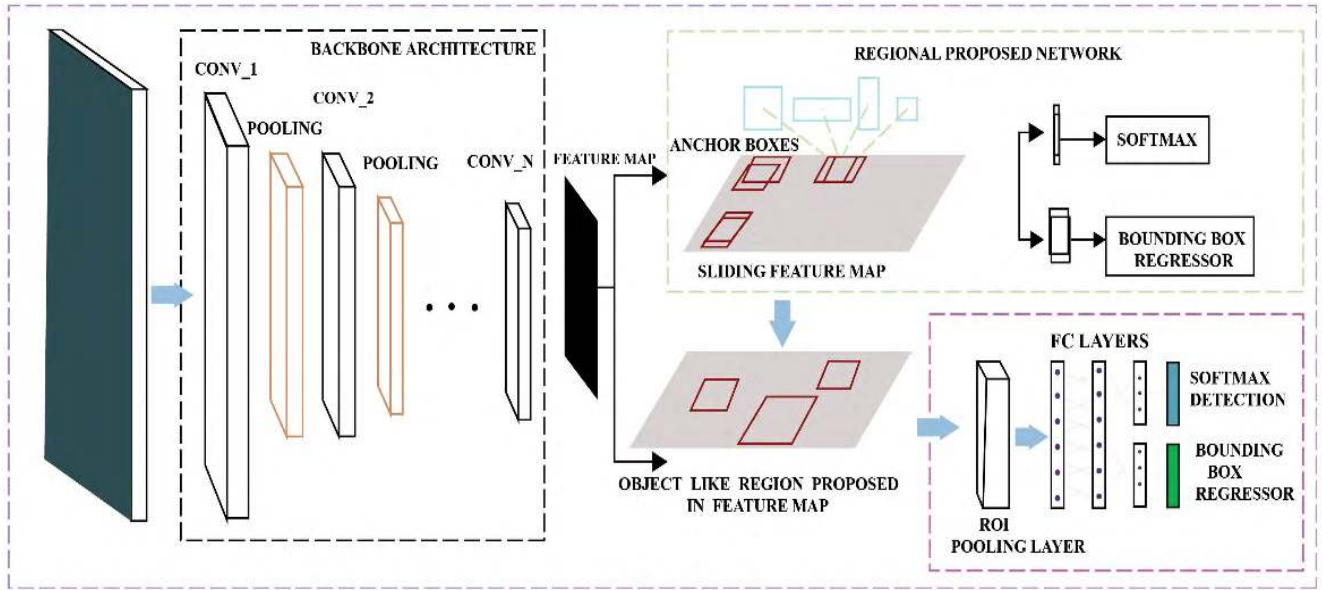 BACKBONE ARCHITECTURE
CONV_1
CONV_2
POOLING
POOLING
CONV_N
FEATURE MAP
REGIONAL PROPOSED NETWORK
ANCHOR BOXES
SLIDING FEATURE MAP
SOFTMAX
BOUNDING BOX
REGRESSOR
OBJECT LIKE REGION PROPOSED
IN FEATURE MAP
FC LAYERS
ROI
POOLING LAYER
SOFTMAX
DETECTION
BOUNDING
BOX
REGRESSOR